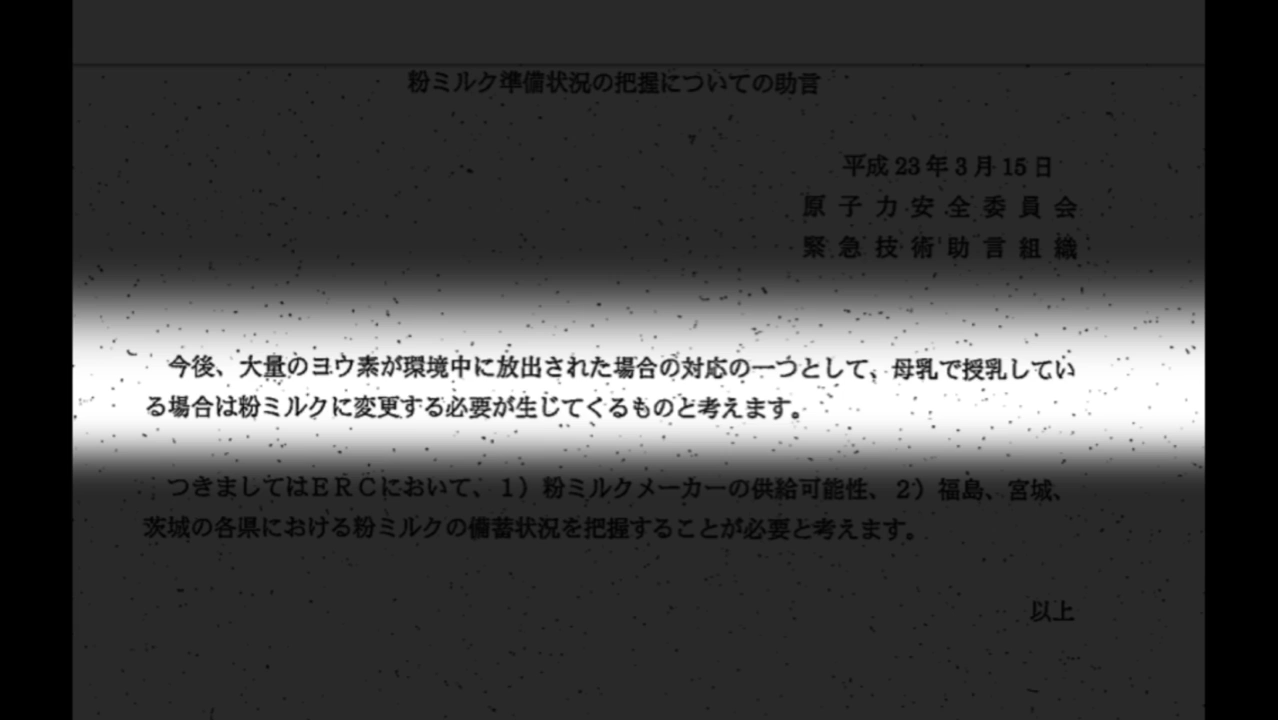 粉ミルク準備状況の把握についての助言
平成 23 年 3 月 15 日
原子力安全委員会
緊急技術助言組織
今後、大量のヨウ素が環境中に放出された場合の対応の一つとして、母乳で授乳してい
る場合は粉ミルクに変更する必要が生じてくるものと考えます。
つきましてはＥＲＣにおいて、１）粉ミルクメーカーの供給可能性、２）福島、宮城、
茨城の各県における粉ミルクの備蓄状況を把握することが必要と考えます。
以上